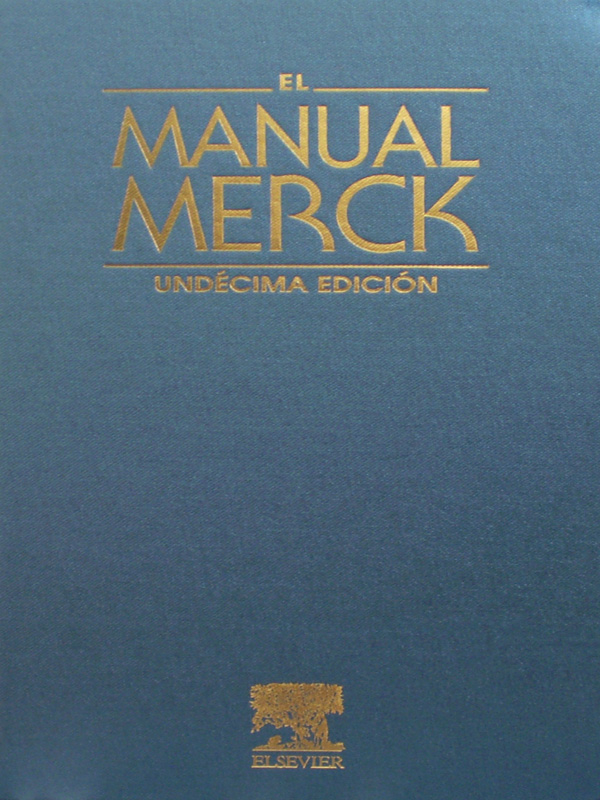 EL
MANUAL
MERCK
UNDÉCIMA EDICIÓN
ELSEVIER